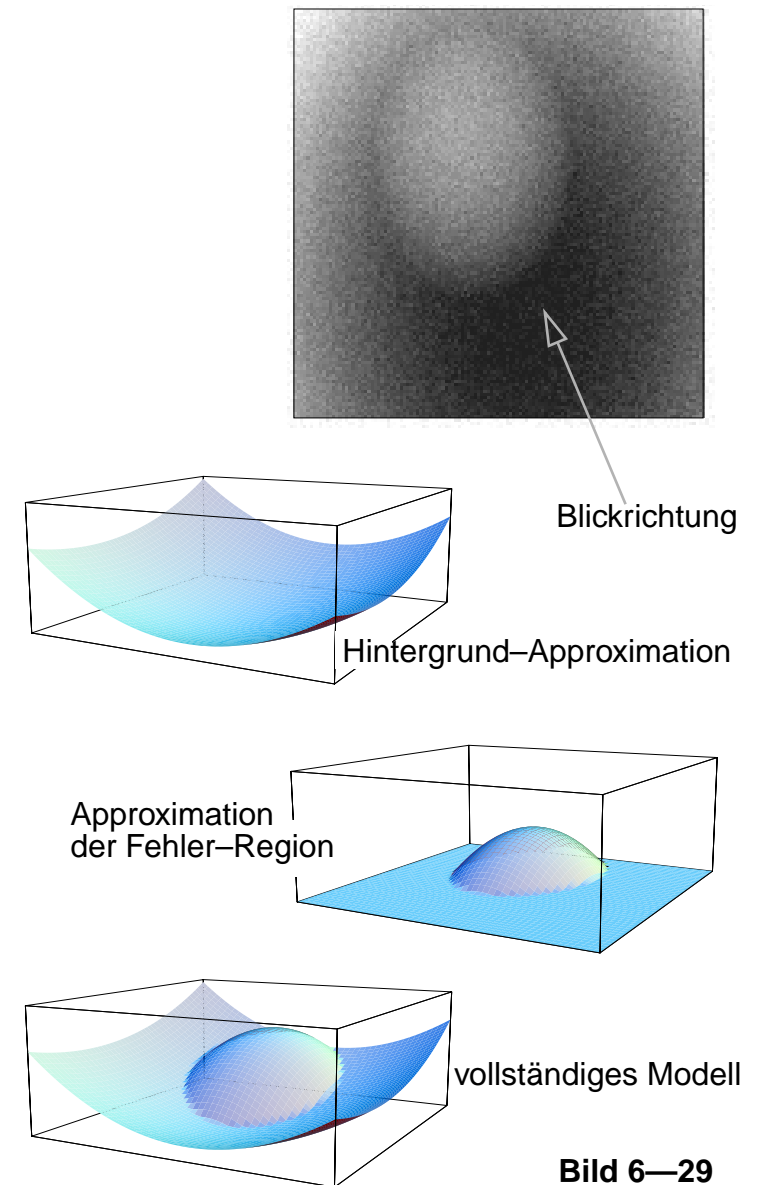 Blickrichtung
Hintergrund–Approximation
Approximation
der Fehler–Region
vollständiges Modell
Bild 6—29